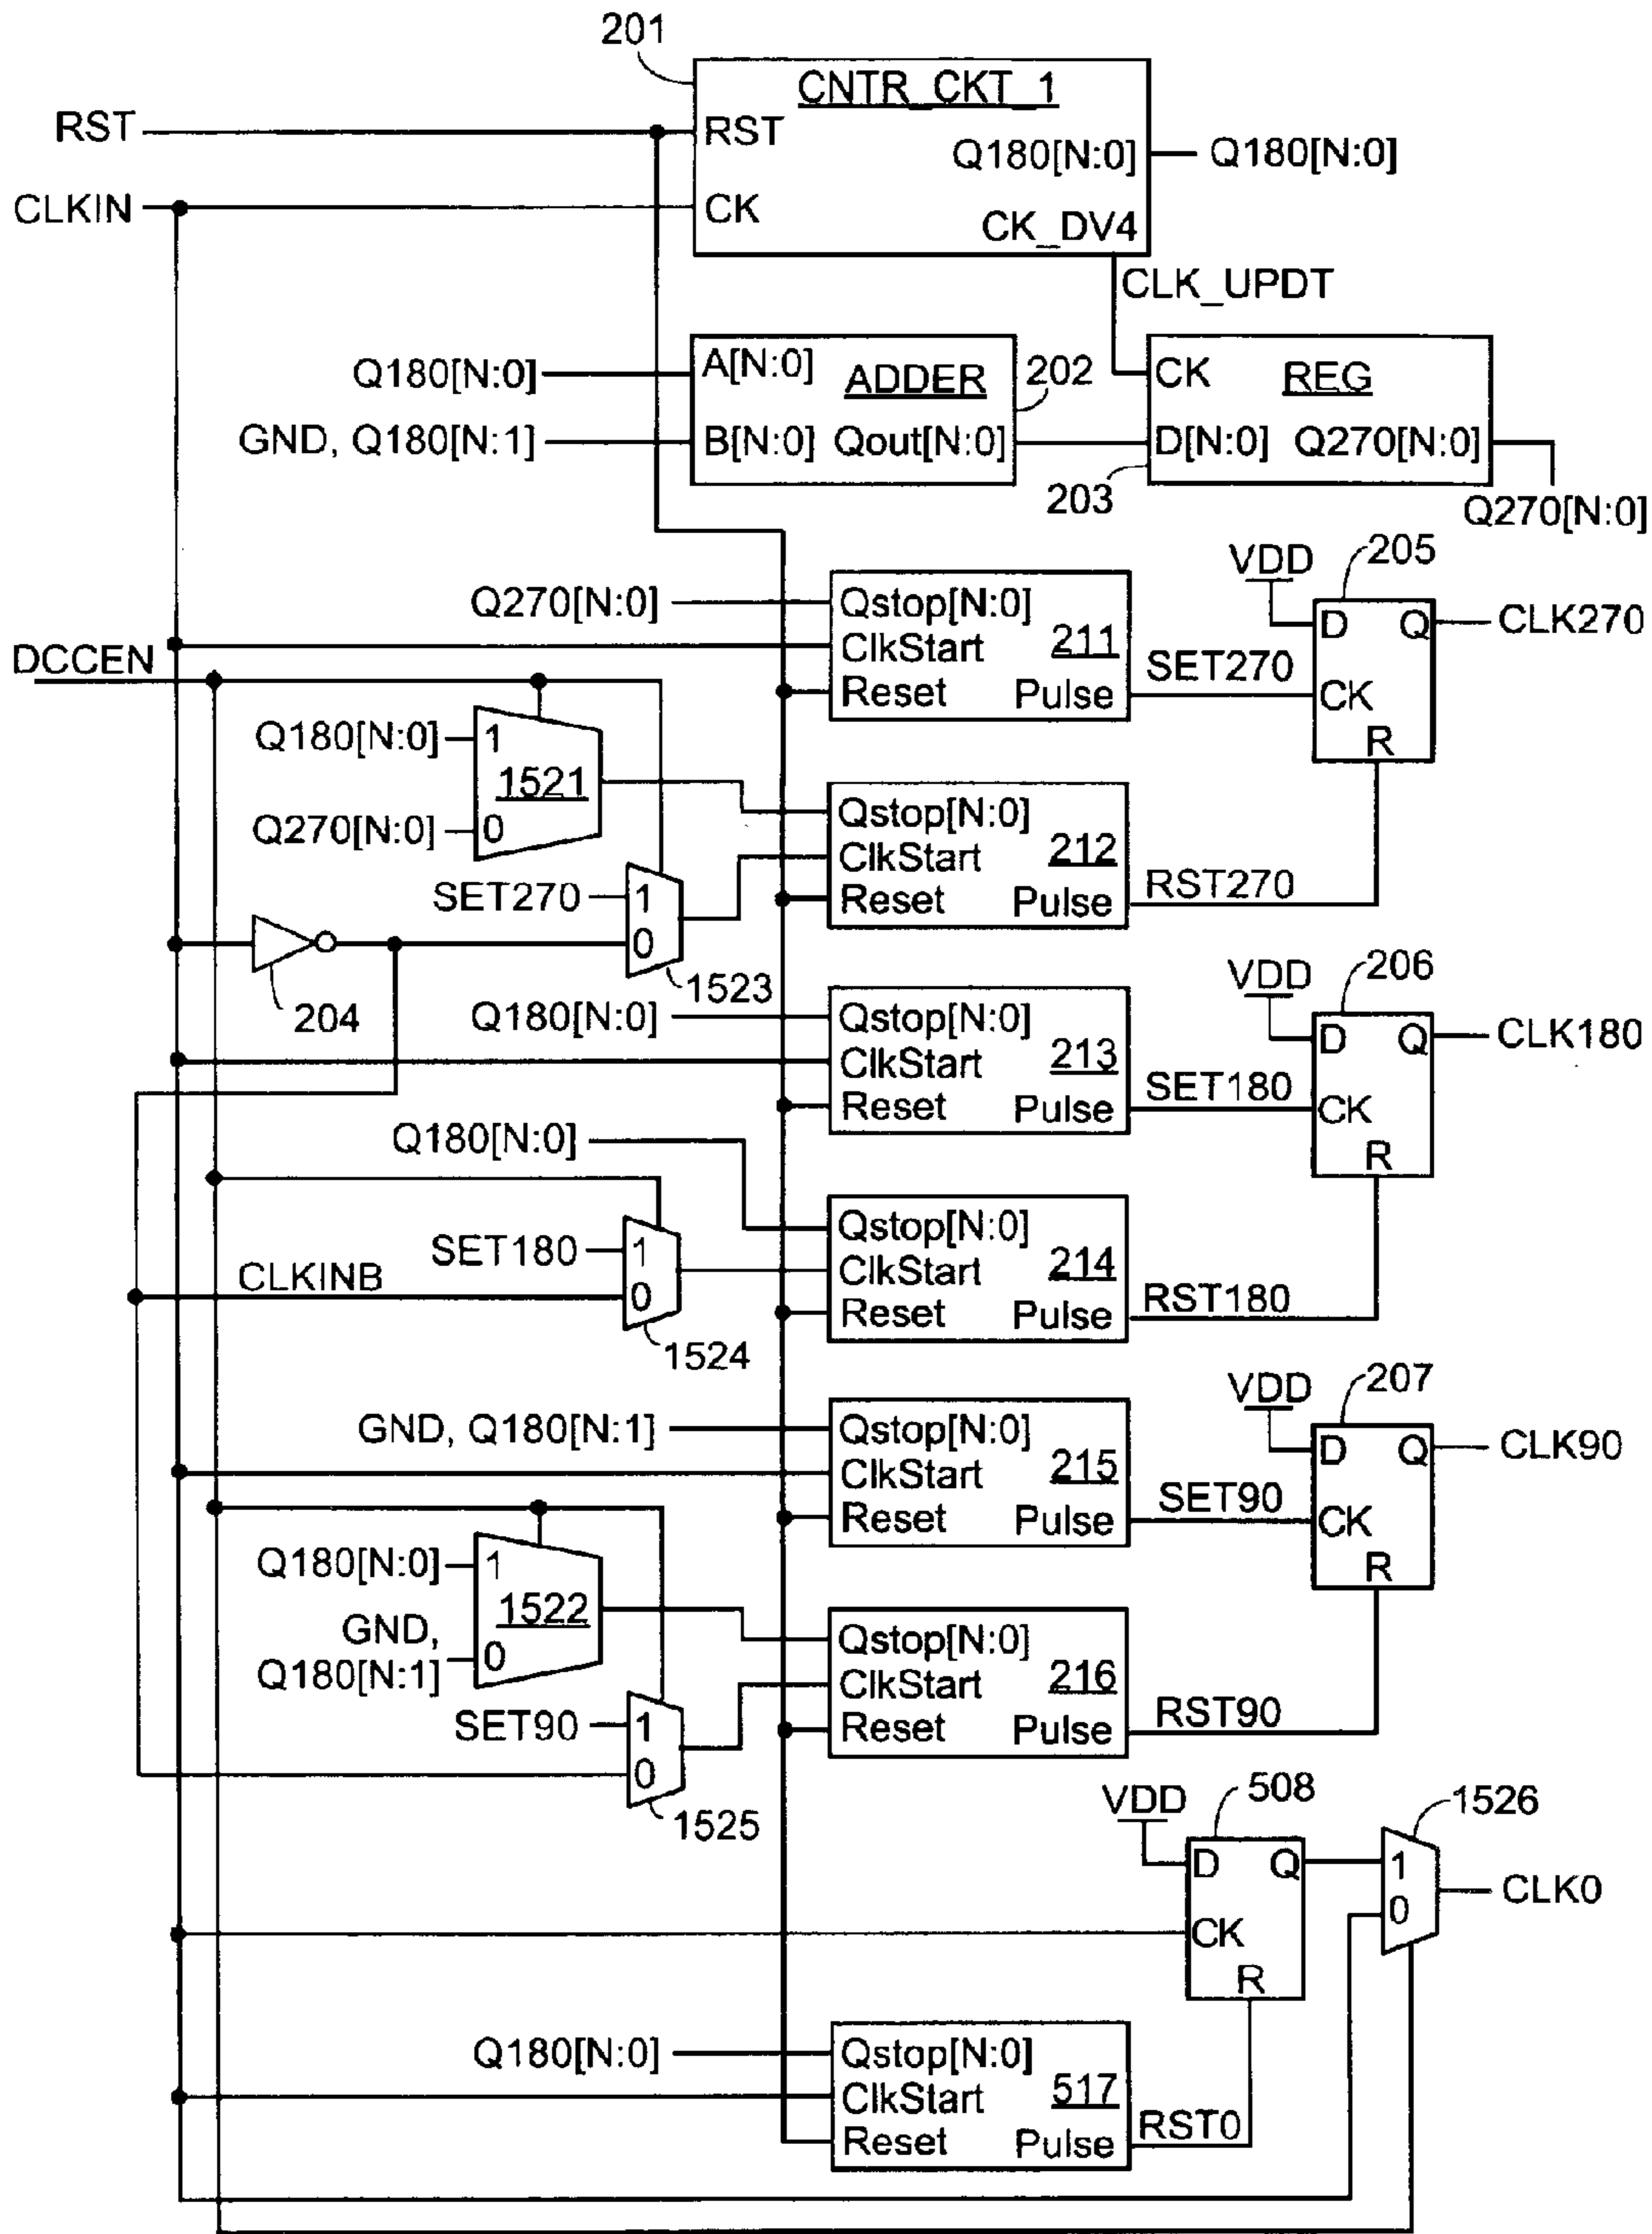 201
CNTR_CKT_1
RST
RST
Q180[N:0]
Q180[N:0]
CLKIN
CK
CK_DV4
CLK_UPDT
Q180[N:0]
A[N:0]
ADDER
202
CK
REG
GND, Q180[N:1]
B[N:0]
Qout[N:0]
D[N:0]
Q270[N:0]
203
Q270[N:0]
VDD
205
Q270[N:0]
Qstop[N:0]
D
Q
CLK270
ClkStart
211
SET270
DCCEN
Reset
Pulse
CK
R
Q180[N:0]
1
1521
Q270[N:0]
0
Qstop[N:0]
ClkStart
212
SET270
1
Reset
Pulse
RST270
0
204
1523
VDD
206
Q180[N:0]
Qstop[N:0]
D
Q
CLK180
ClkStart
213
SET180
Reset
Pulse
CK
R
Q180[N:0]
Qstop[N:0]
SET180
1
ClkStart
214
CLKINB
0
Reset
Pulse
RST180
1524
VDD
207
GND, Q180[N:1]
Qstop[N:0]
D
Q
CLK90
ClkStart
215
SET90
Reset
Pulse
CK
R
Q180[N:0]
1
1522
GND,
Q180[N:1]
0
Qstop[N:0]
ClkStart
216
SET90
1
Reset
Pulse
RST90
0
1525
VDD
508
1526
D
Q
1
CLK0
0
CK
R
Q180[N:0]
Qstop[N:0]
ClkStart
517
RST0
Reset
Pulse